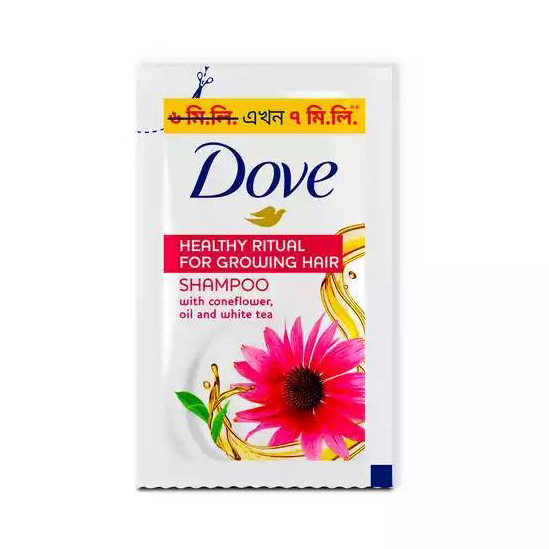 ৬ মি.লি. এখন ৭ মি.লি.**
Dove
HEALTHY RITUAL
FOR GROWING HAIR
SHAMPOO
with coneflower,
oil and white tea